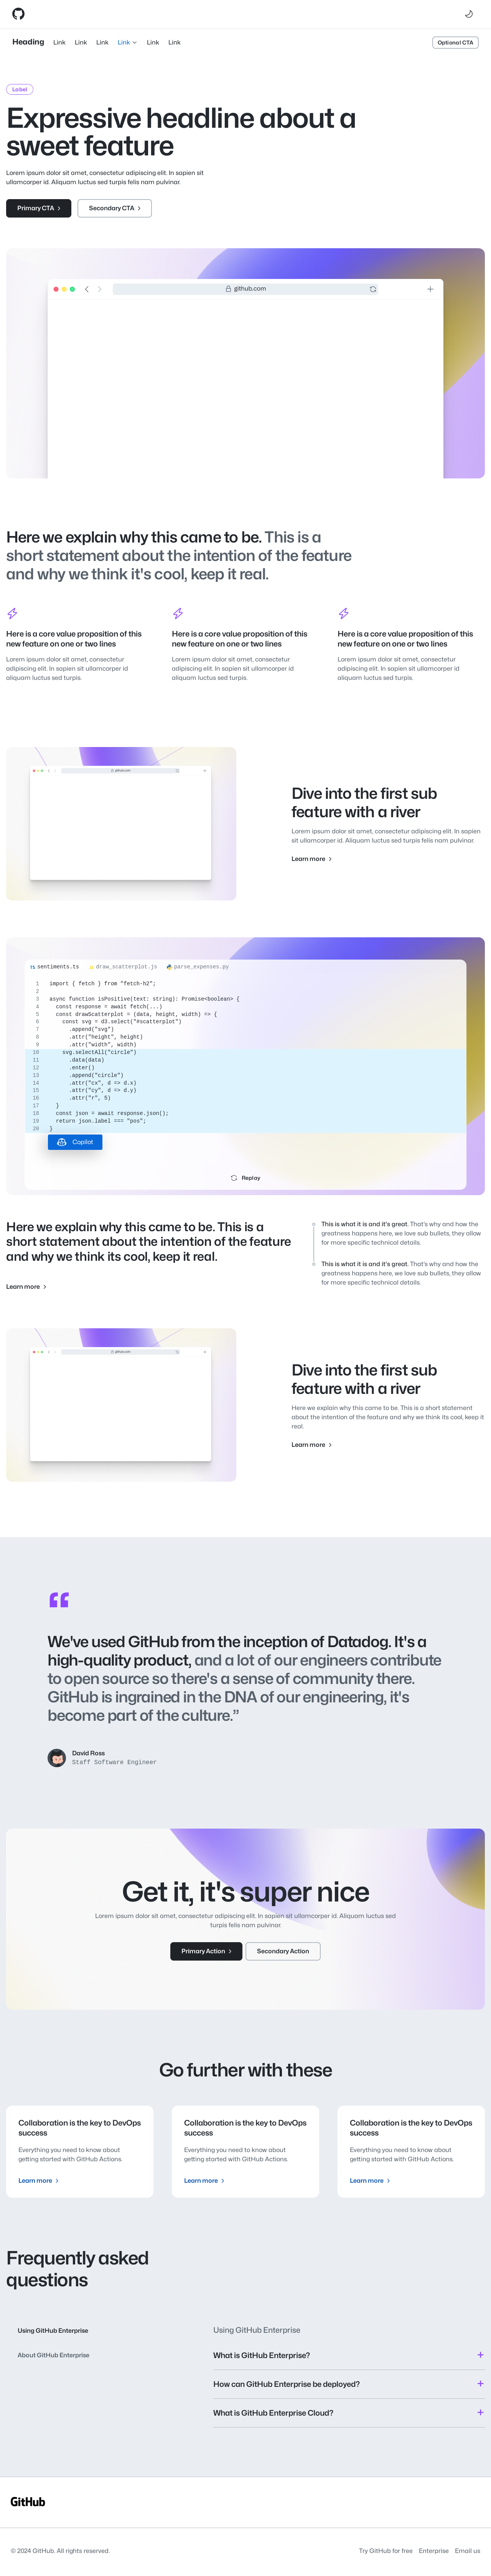 Heading Link Link Link Link Link Link Optional CTA
Label
Expressive headline about a
sweet feature
Lorem ipsum dolor sit amet, consectetur adipiscing elit. In sapien sit
ullamcorper id. Aliquam luctus sed turpis felis nam pulvinar.
Primary CTA Secondary CTA
github.com
Here we explain why this came to be. This is a
short statement about the intention of the feature
and why we think it's cool, keep it real.
Here is a core value proposition of this
new feature on one or two lines
Lorem ipsum dolor sit amet, consectetur
adipiscing elit. In sapien sit ullamcorper id
aliquam luctus sed turpis.
Here is a core value proposition of this
new feature on one or two lines
Lorem ipsum dolor sit amet, consectetur
adipiscing elit. In sapien sit ullamcorper id
aliquam luctus sed turpis.
Here is a core value proposition of this
new feature on one or two lines
Lorem ipsum dolor sit amet, consectetur
adipiscing elit. In sapien sit ullamcorper id
aliquam luctus sed turpis.
github.com
Dive into the first sub
feature with a river
Lorem ipsum dolor sit amet, consectetur adipiscing elit. In sapien
sit ullamcorper id. Aliquam luctus sed turpis felis nam pulvinar.
Learn more
TS sentiments.ts draw_scatterplot.js parse_expenses.py
1 import { fetch } from "fetch-h2";
2
3 async function isPositive(text: string): Promise<boolean> {
4 const response = await fetch(...)
5 const drawScatterplot = (data, height, width) => {
6 const svg = d3.select("#scatterplot")
7 .append("svg")
8 .attr("height", height)
9 .attr("width", width)
10 svg.selectAll("circle")
11 .data(data)
12 .enter()
13 .append("circle")
14 .attr("cx", d => d.x)
15 .attr("cy", d => d.y)
16 .attr("r", 5)
17 }
18 const json = await response.json();
19 return json.label === "pos";
20 }
Copilot
Replay
Here we explain why this came to be. This is a
short statement about the intention of the feature
and why we think its cool, keep it real.
Learn more
This is what it is and it's great. That's why and how the
greatness happens here, we love sub bullets, they allow
for more specific technical details.
This is what it is and it's great. That's why and how the
greatness happens here, we love sub bullets, they allow
for more specific technical details.
github.com
Dive into the first sub
feature with a river
Here we explain why this came to be. This is a short statement
about the intention of the feature and why we think its cool, keep it
real.
Learn more
“
We've used GitHub from the inception of Datadog. It's a
high-quality product, and a lot of our engineers contribute
to open source so there's a sense of community there.
GitHub is ingrained in the DNA of our engineering, it's
become part of the culture.”
David Ross
Staff Software Engineer
Get it, it's super nice
Lorem ipsum dolor sit amet, consectetur adipiscing elit. In sapien sit ullamcorper id. Aliquam luctus sed
turpis felis nam pulvinar.
Primary Action Secondary Action
Go further with these
Collaboration is the key to DevOps
success
Everything you need to know about
getting started with GitHub Actions.
Learn more
Collaboration is the key to DevOps
success
Everything you need to know about
getting started with GitHub Actions.
Learn more
Collaboration is the key to DevOps
success
Everything you need to know about
getting started with GitHub Actions.
Learn more
Frequently asked
questions
Using GitHub Enterprise
About GitHub Enterprise
Using GitHub Enterprise
What is GitHub Enterprise?
How can GitHub Enterprise be deployed?
What is GitHub Enterprise Cloud?
GitHub
© 2024 GitHub. All rights reserved. Try GitHub for free Enterprise Email us